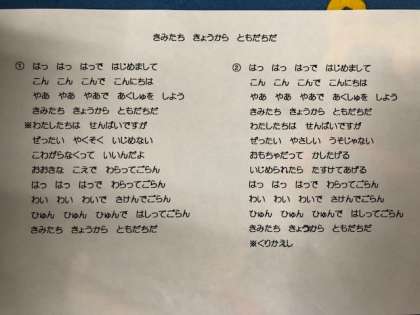 きみたち　きょうから　ともだちだ
① はっ　はっ　はっで　はじめまして
こん　こん　こんで　こんにちは
やあ　やあ　やあで　あくしゅを　しよう
きみたち　きょうから　ともだちだ
※わたしたちは　せんぱいですが
ぜったい　やくそく　いじめない
こわがらなくって　いいんだよ
おおきな　こえで　わらってごらん
はっ　はっ　はっで　わらってごらん
わい　わい　わいで　さけんでごらん
ひゅん　ひゅん　ひゅんで　はしってごらん
きみたち　きょうから　ともだちだ
② はっ　はっ　はっで　はじめまして
こん　こん　こんで　こんにちは
やあ　やあ　やあで　あくしゅを　しよう
きみたち　きょうから　ともだちだ
わたしたちは　せんぱいですが
ぜったい　やさしい　うそじゃない
おもちゃだって　かしたげる
いじめられたら　たすけてあげる
はっ　はっ　はっで　わらってごらん
わい　わい　わいで　さけんでごらん
ひゅん　ひゅん　ひゅんで　はしってごらん
きみたち　きょうから　ともだちだ
※くりかえし